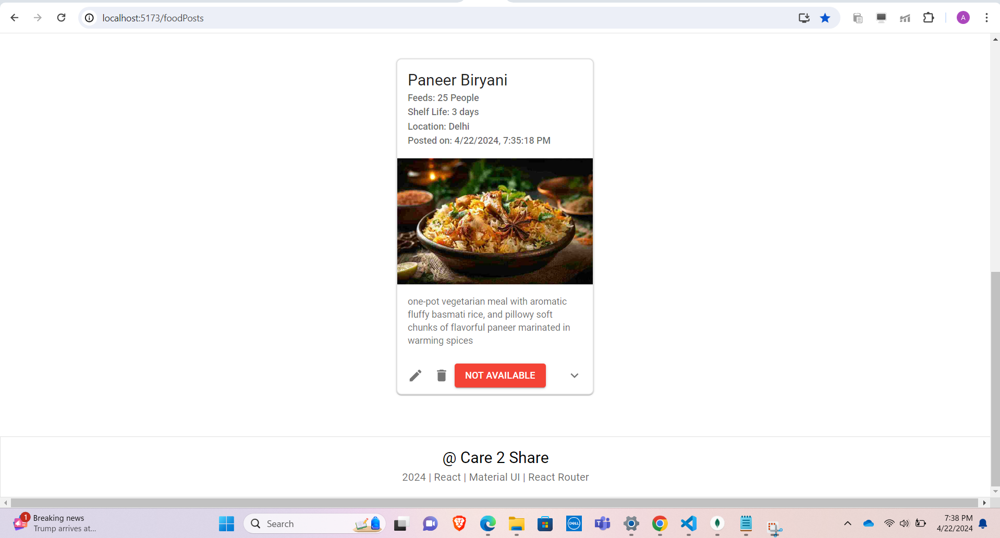 localhost:5173/foodPosts
A
Paneer Biryani
Feeds: 25 People
Shelf Life: 3 days
Location: Delhi
Posted on: 4/22/2024, 7:35:18 PM
one-pot vegetarian meal with aromatic
fluffy basmati rice, and pillowy soft
chunks of flavorful paneer marinated in
warming spices
NOT AVAILABLE
@ Care 2 Share
2024 | React | Material UI | React Router
1
Breaking news
Trump arrives at...
Search
DELL
T
7:38 PM
4/22/2024